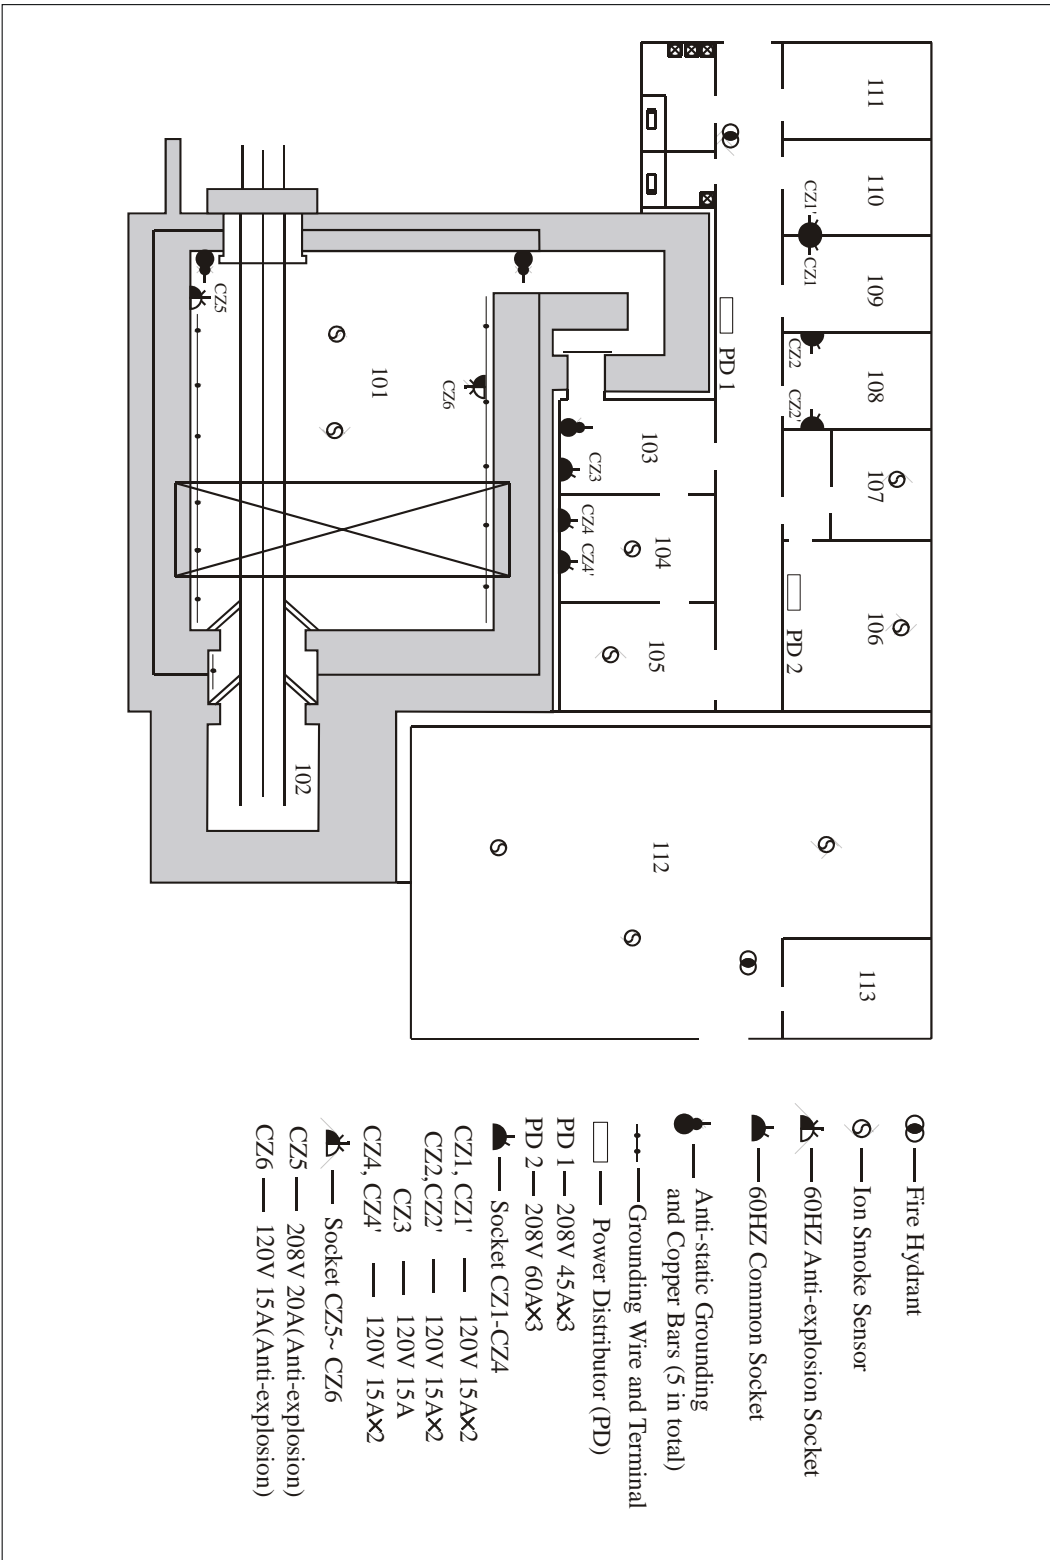 111
110
CZ1'
CZ1
109
CZ2
108
CZ2'
107
106
PD 1
PD 2
CZ5
101
CZ6
103
CZ3
CZ4
CZ4'
104
105
102
112
113
Fire Hydrant
Ion Smoke Sensor
60HZ Anti-explosion Socket
60HZ Common Socket
Anti-static Grounding
and Copper Bars (5 in total)
Grounding Wire and Terminal
Power Distributor (PD)
PD 1 — 208V 45A×3
PD 2 — 208V 60A×3
Socket CZ1-CZ4
CZ1, CZ1' — 120V 15A×2
CZ2,CZ2' — 120V 15A×2
CZ3 — 120V 15A
CZ4, CZ4' — 120V 15A×2
Socket CZ5~ CZ6
CZ5 — 208V 20A(Anti-explosion)
CZ6 — 120V 15A(Anti-explosion)